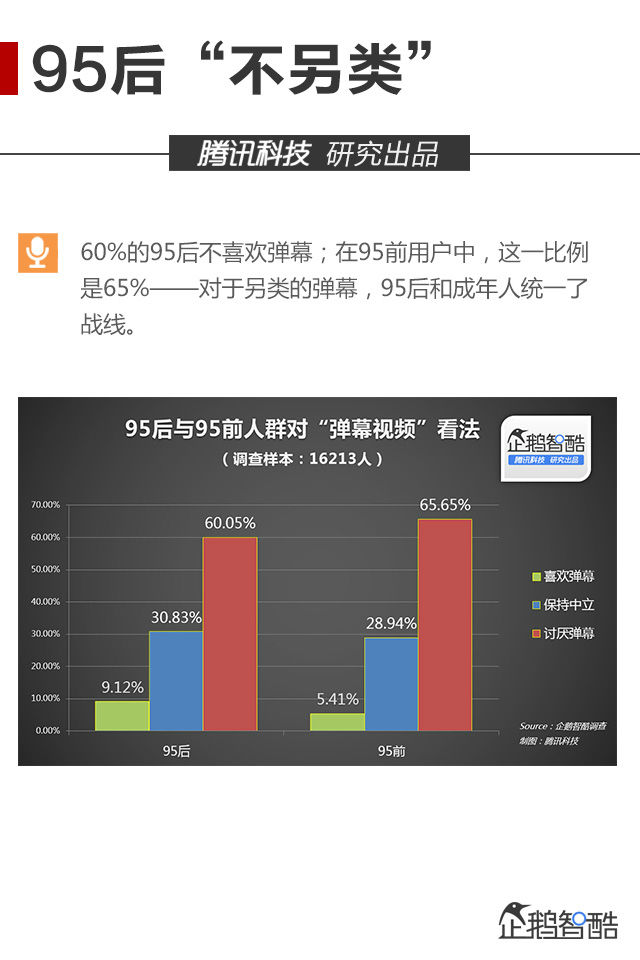 95后“不另类”
腾讯科技 研究出品
60%的95后不喜欢弹幕；在95前用户中，这一比例
是65%——对于另类的弹幕，95后和成年人统一了
战线。
95后与95前人群对“弹幕视频”看法
（调查样本：16213人）
企鹅智酷
腾讯科技 研究出品
70.00%
60.00%
50.00%
40.00%
30.00%
20.00%
10.00%
0.00%
9.12%
30.83%
60.05%
5.41%
28.94%
65.65%
95后
95前
喜欢弹幕
保持中立
讨厌弹幕
Source：企鹅智酷调查
制图：腾讯科技
企鹅智酷